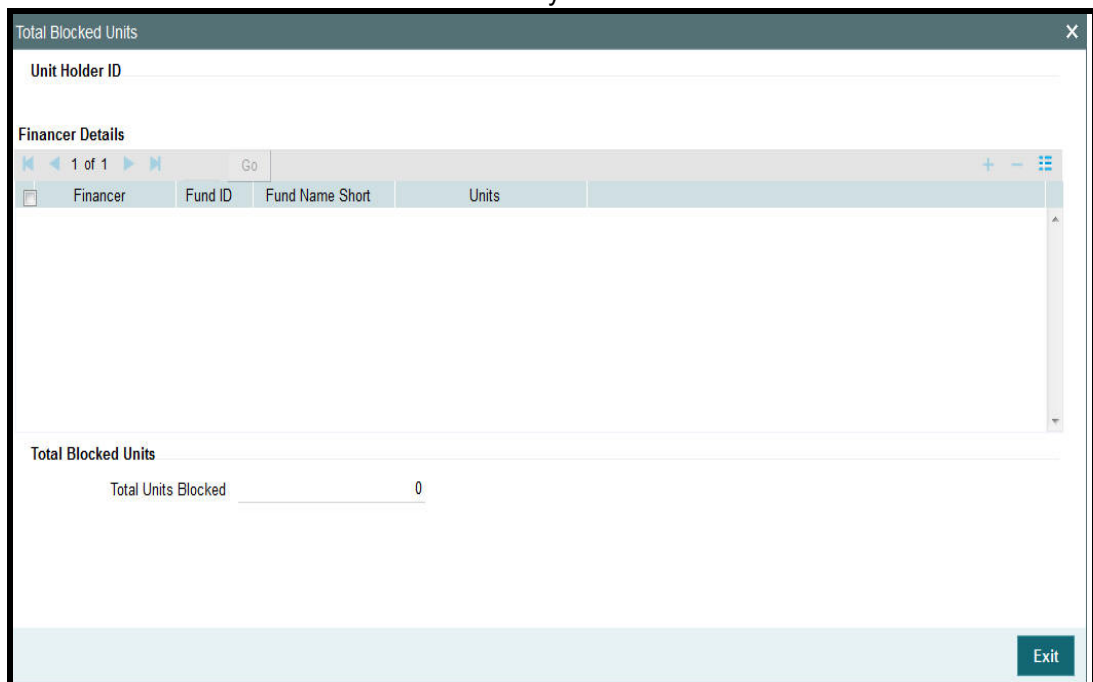 Total Blocked Units X
Unit Holder ID
Financer Details
1 of 1 Go
Financer Fund ID Fund Name Short Units
Total Blocked Units
Total Units Blocked 0
Exit